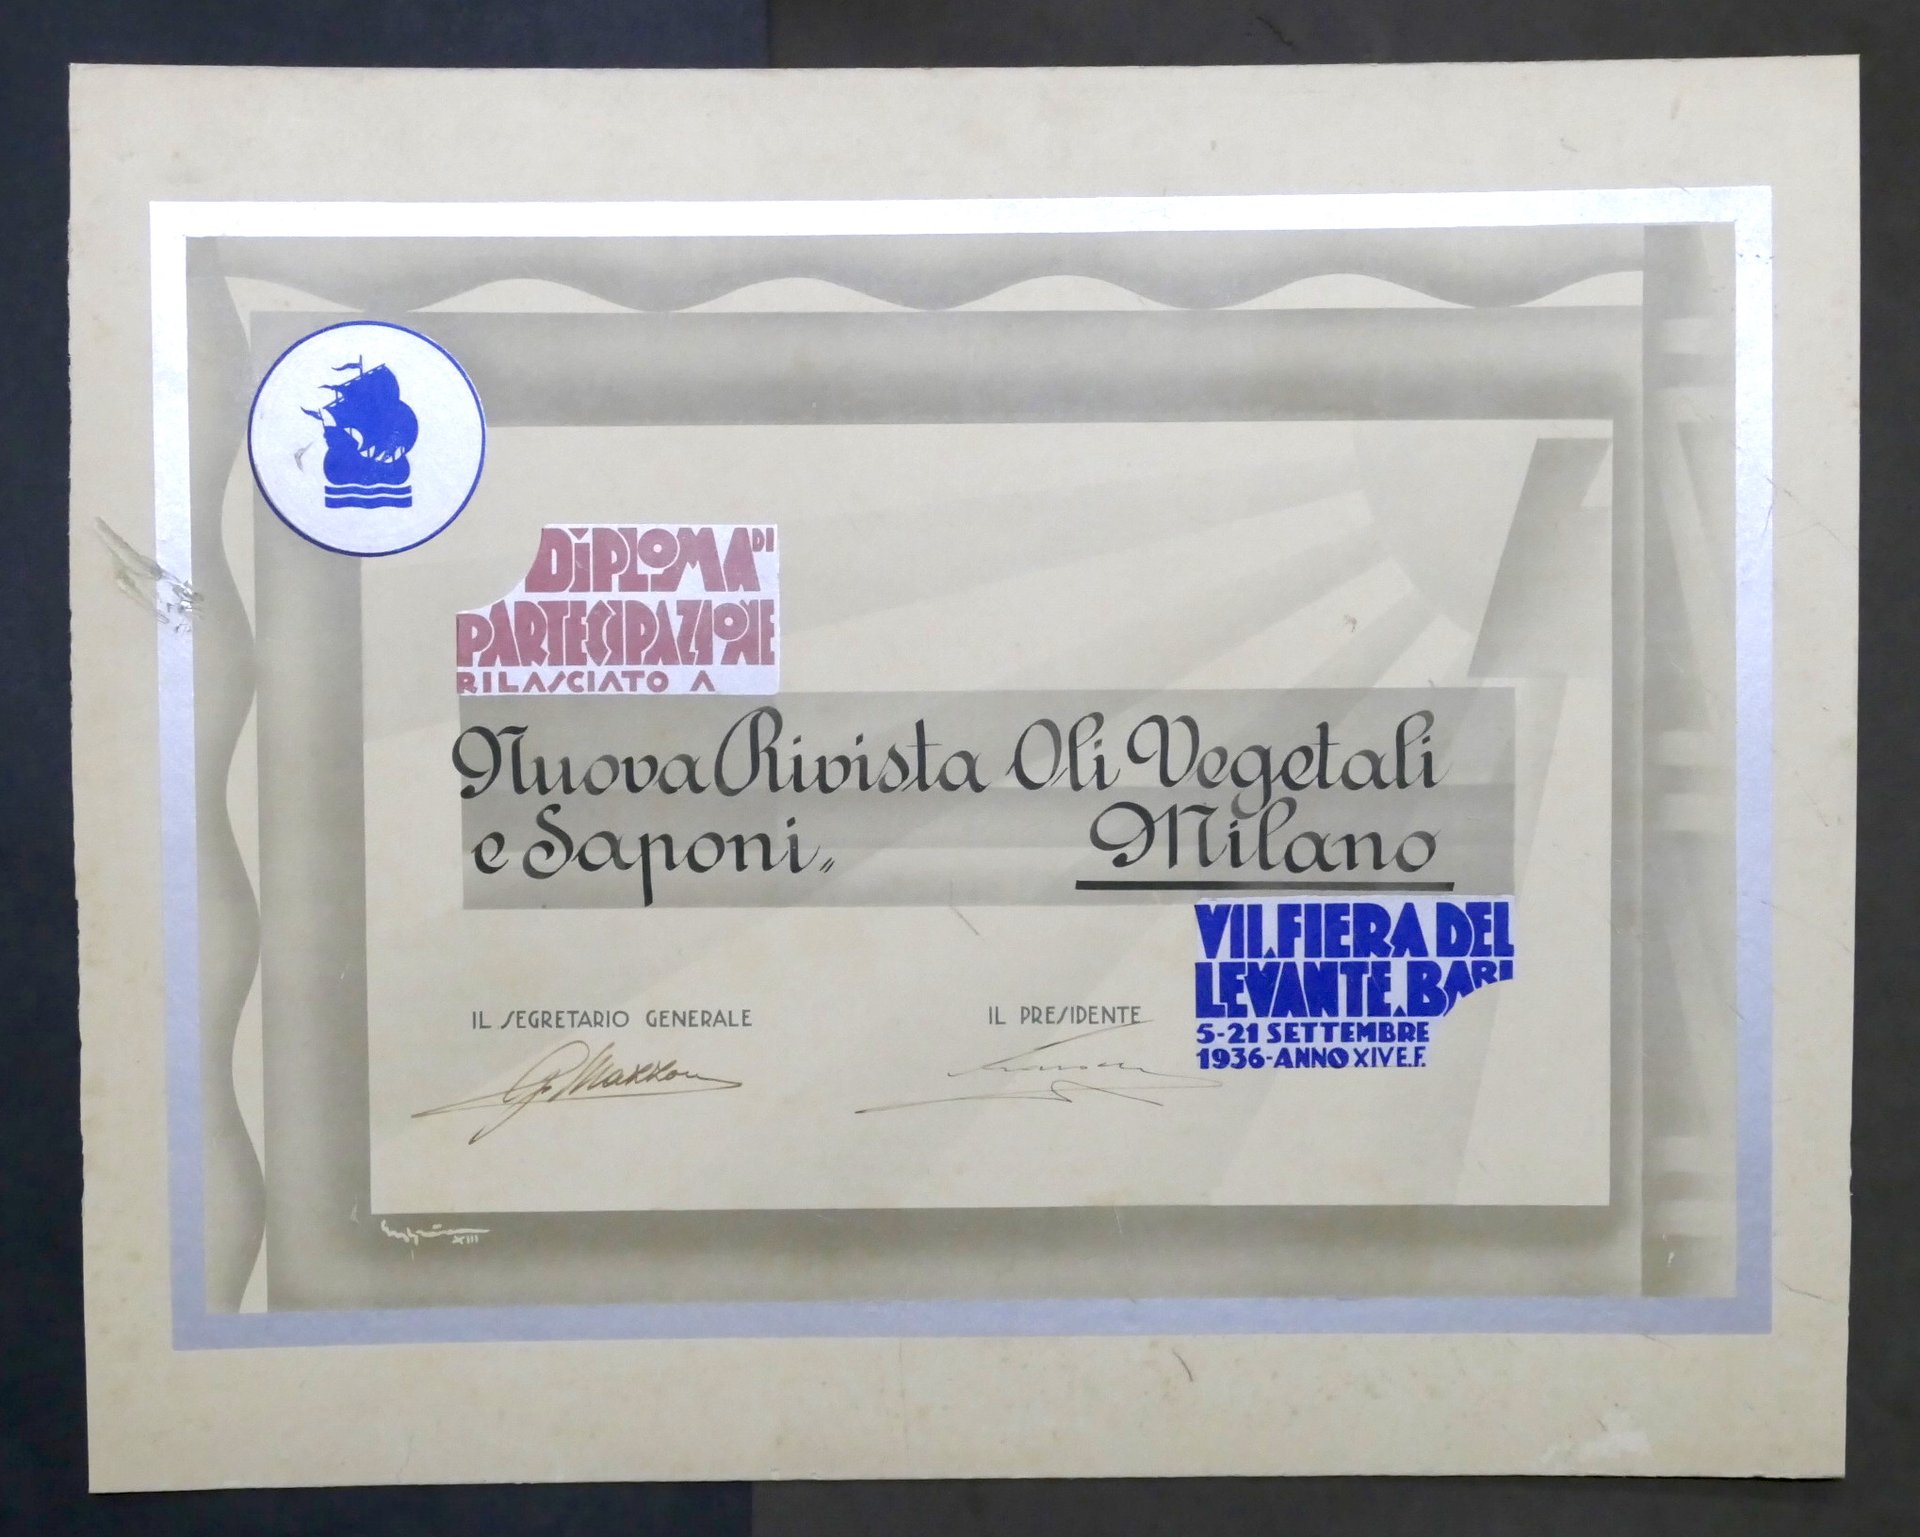 DIPLOMA DI
PARTECIPAZIONE
RILASCIATO A
Nuova Rivista Oli Vegetali
e Saponi„ Milano
VII. FIERA DEL
LEVANTE. BARI
5-21 SETTEMBRE
1936-ANNO XIV E.F.
IL SEGRETARIO GENERALE
IL PRESIDENTE
XIII